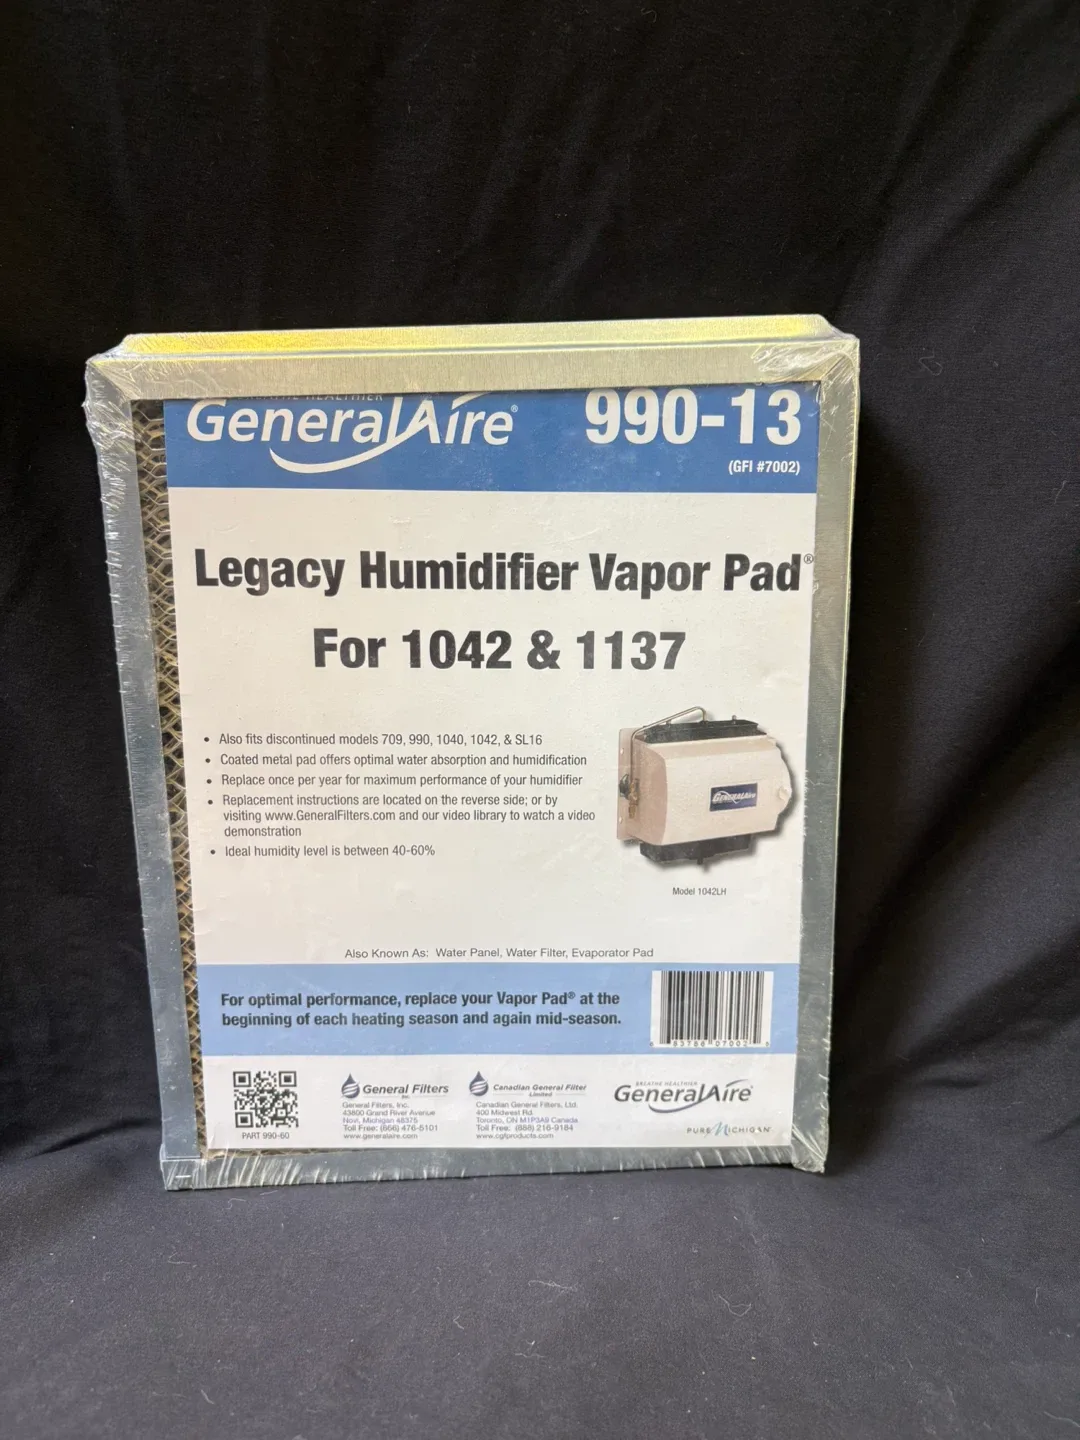 BREATHE HEALTHIER
GeneralAire®
990-13
(GFI #7002)
Legacy Humidifier Vapor Pad®
For 1042 & 1137
• Also fits discontinued models 709, 990, 1040, 1042, & SL16
• Coated metal pad offers optimal water absorption and humidification
• Replace once per year for maximum performance of your humidifier
• Replacement instructions are located on the reverse side; or by
visiting www.GeneralFilters.com and our video library to watch a video
demonstration
• Ideal humidity level is between 40-60%
GENERALAire
Model 1042LH
Also Known As: Water Panel, Water Filter, Evaporator Pad
For optimal performance, replace your Vapor Pad® at the
beginning of each heating season and again mid-season.
PART 990-60
General Filters
Inc.
General Filters, Inc.
43800 Grand River Avenue
Novi, Michigan 48375
Toll Free: (866) 476-5101
www.generalaire.com
Canadian General Filter
Limited
Canadian General Filters, Ltd.
400 Midwest Rd.
Toronto, ON M1P3A9 Canada
Toll Free: (888) 216-9184
www.cgfproducts.com
BREATHE HEALTHIER
GeneralAire®
PURE MICHIGAN